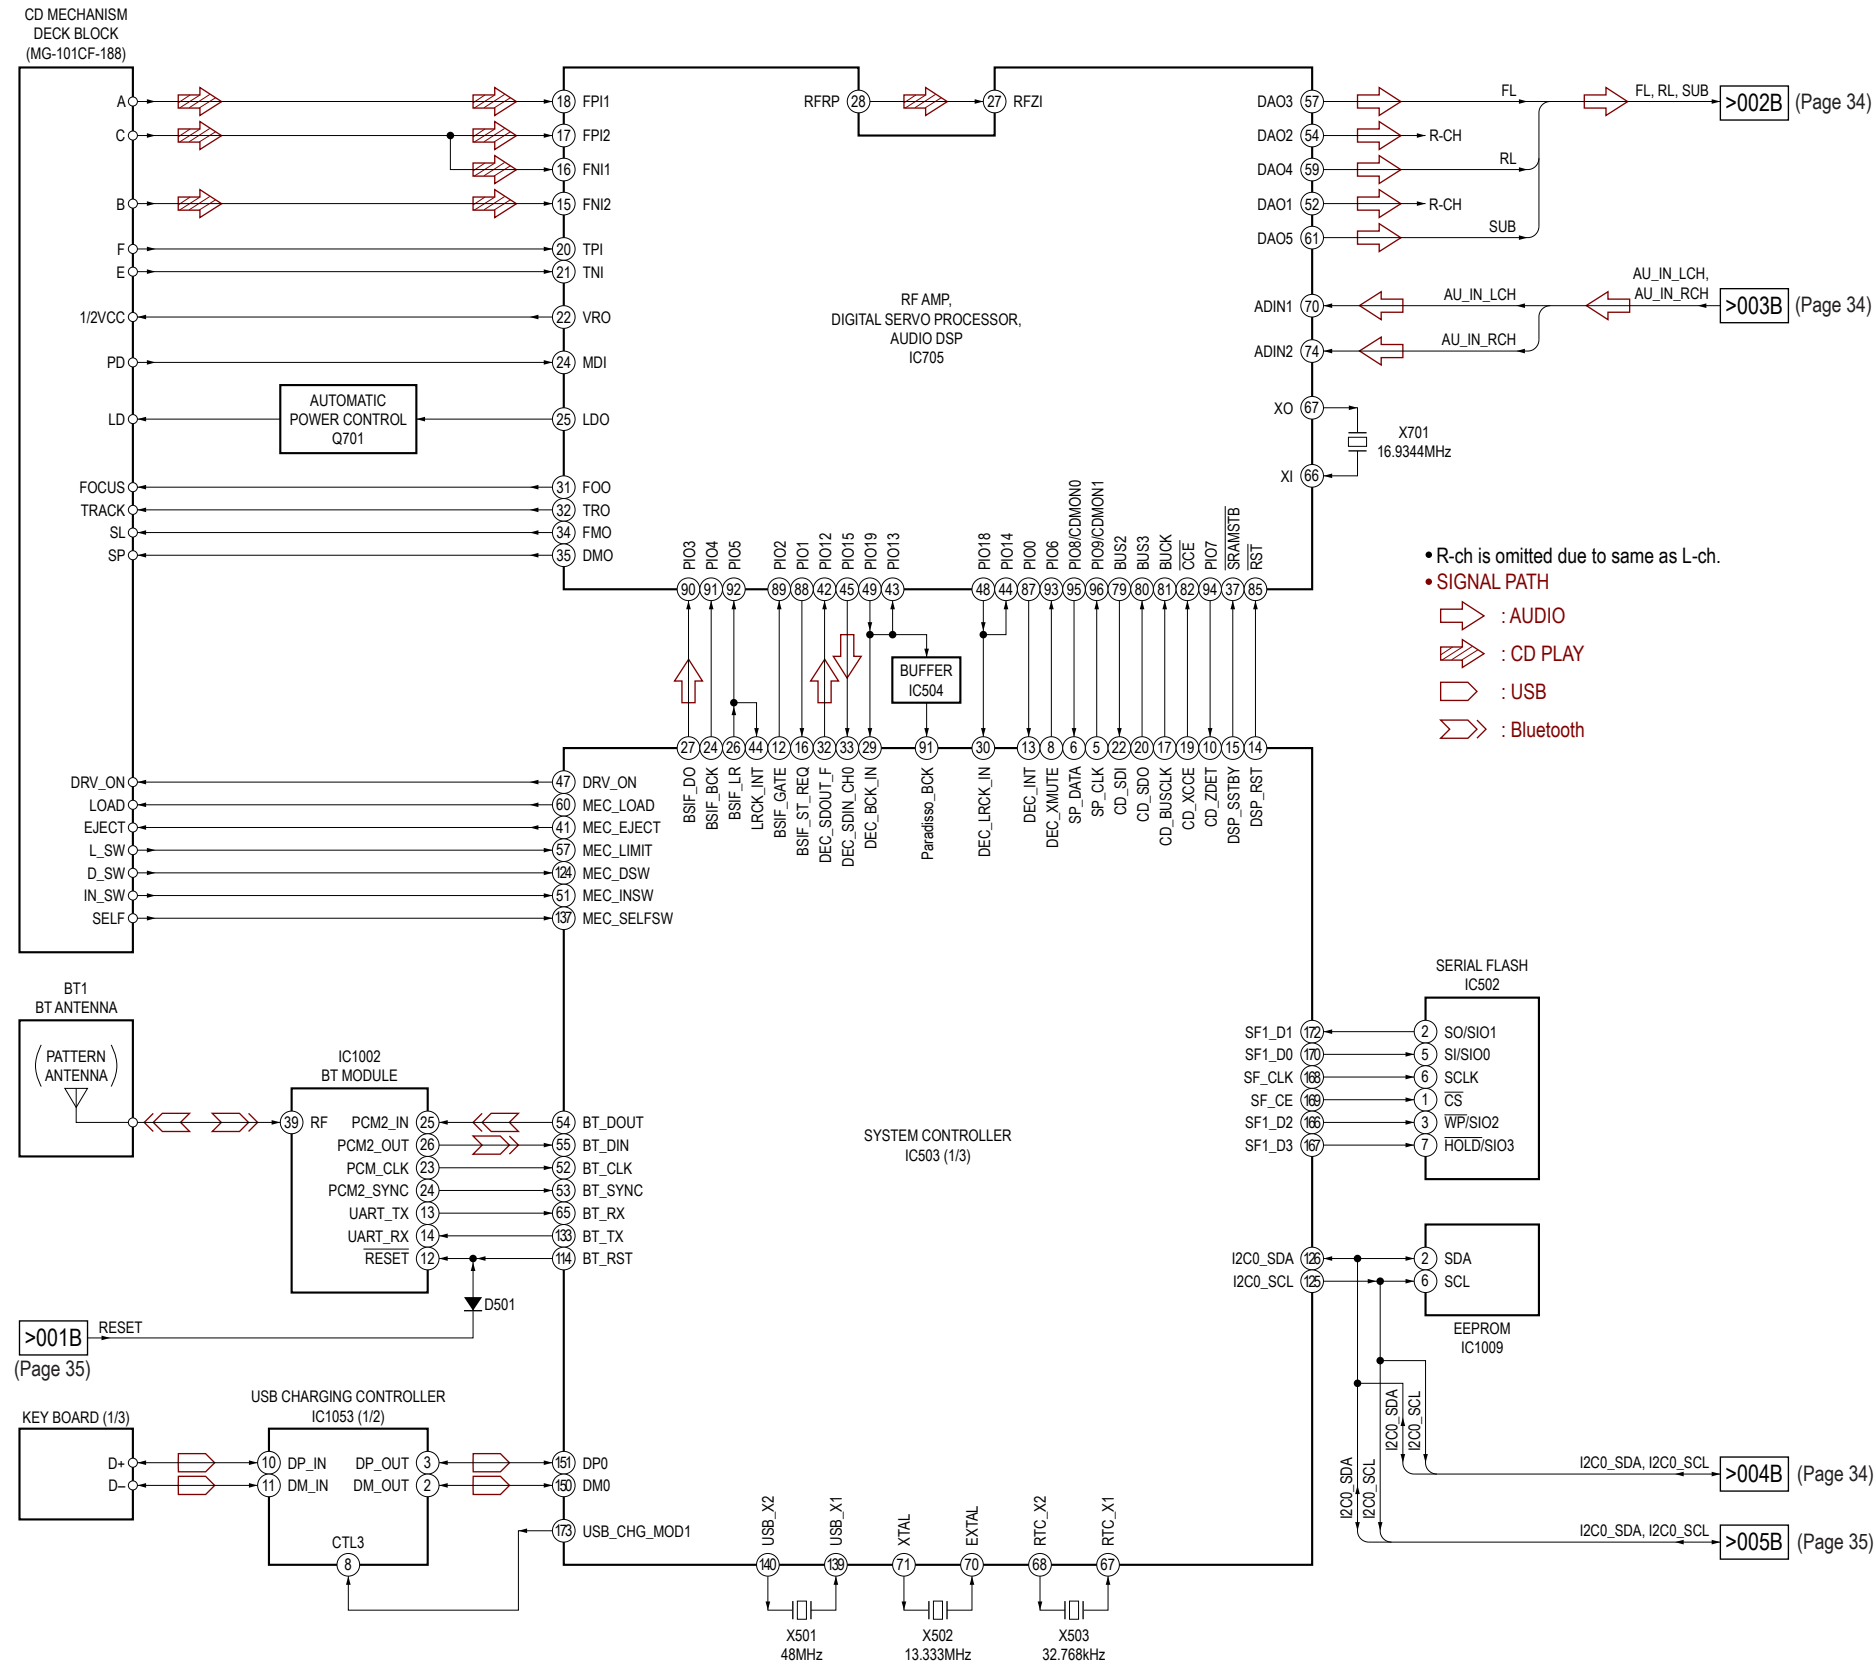 CD MECHANISM
DECK BLOCK
(MG-101CF-188)
A
C
B
F
E
1/2VCC
PD
LD
FOCUS
TRACK
SL
SP
AUTOMATIC
POWER CONTROL
Q701
18 FPI1
17 FPI2
16 FNI1
15 FNI2
20 TPI
21 TNI
22 VRO
24 MDI
25 LDO
31 FOO
32 TRO
34 FMO
35 DMO
RFRP 28
27 RFZI
RF AMP,
DIGITAL SERVO PROCESSOR,
AUDIO DSP
IC705
DAO3 57
FL
FL, RL, SUB
>002B (Page 34)
DAO2 54
R-CH
DAO4 59
RL
DAO1 52
R-CH
DAO5 61
SUB
ADIN1 70
AU_IN_LCH
AU_IN_LCH,
AU_IN_RCH
>003B (Page 34)
ADIN2 74
AU_IN_RCH
XO 67
X701
16.9344MHz
XI 66
PIO3
PIO4
PIO5
PIO2
PIO1
PIO12
PIO15
PIO19
PIO13
PIO18
PIO14
PIO0
PIO6
PIO8/CDMON0
PIO9/CDMON1
BUS2
BUS3
BUCK
CCE
PIO7
SRAMSTB
RST
90 91 92 89 88 42 45 49 43 48 44 87 93 95 96 79 80 81 82 94 37 85
BUFFER
IC504
• R-ch is omitted due to same as L-ch.
• SIGNAL PATH
: AUDIO
: CD PLAY
: USB
: Bluetooth
27 24 26 44 12 16 32 33 29 91 30 13 8 6 5 22 20 17 19 10 15 14
BSIF_DO
BSIF_BCK
BSIF_LR
LRCK_INT
BSIF_GATE
BSIF_ST_REQ
DEC_SDOUT_F
DEC_SDIN_CH0
DEC_BCK_IN
Paradisso_BCK
DEC_LRCK_IN
DEC_INT
DEC_XMUTE
SP_DATA
SP_CLK
CD_SDI
CD_SDO
CD_BUSCLK
CD_XCCE
CD_ZDET
DSP_SSTBY
DSP_RST
DRV_ON
LOAD
EJECT
L_SW
D_SW
IN_SW
SELF
47 DRV_ON
60 MEC_LOAD
41 MEC_EJECT
57 MEC_LIMIT
124 MEC_DSW
51 MEC_INSW
137 MEC_SELFSW
BT1
BT ANTENNA
(PATTERN
ANTENNA)
IC1002
BT MODULE
39 RF
PCM2_IN 25
PCM2_OUT 26
PCM_CLK 23
PCM2_SYNC 24
UART_TX 13
UART_RX 14
RESET 12
54 BT_DOUT
55 BT_DIN
52 BT_CLK
53 BT_SYNC
65 BT_RX
133 BT_TX
114 BT_RST
D501
>001B
RESET
(Page 35)
SYSTEM CONTROLLER
IC503 (1/3)
SERIAL FLASH
IC502
SF1_D1 172
SF1_D0 170
SF_CLK 168
SF_CE 169
SF1_D2 166
SF1_D3 167
2 SO/SIO1
5 SI/SIO0
6 SCLK
1 CS
3 WP/SIO2
7 HOLD/SIO3
I2C0_SDA 126
I2C0_SCL 125
2 SDA
6 SCL
EEPROM
IC1009
I2C0_SDA
I2C0_SCL
I2C0_SDA
I2C0_SCL
I2C0_SDA, I2C0_SCL
>004B (Page 34)
I2C0_SDA, I2C0_SCL
>005B (Page 35)
KEY BOARD (1/3)
D+
D–
USB CHARGING CONTROLLER
IC1053 (1/2)
10 DP_IN
11 DM_IN
DP_OUT 3
DM_OUT 2
CTL3
8
151 DP0
150 DM0
173 USB_CHG_MOD1
USB_X2
USB_X1
XTAL
EXTAL
RTC_X2
RTC_X1
140 139 71 70 68 67
X501
48MHz
X502
13.333MHz
X503
32.768kHz